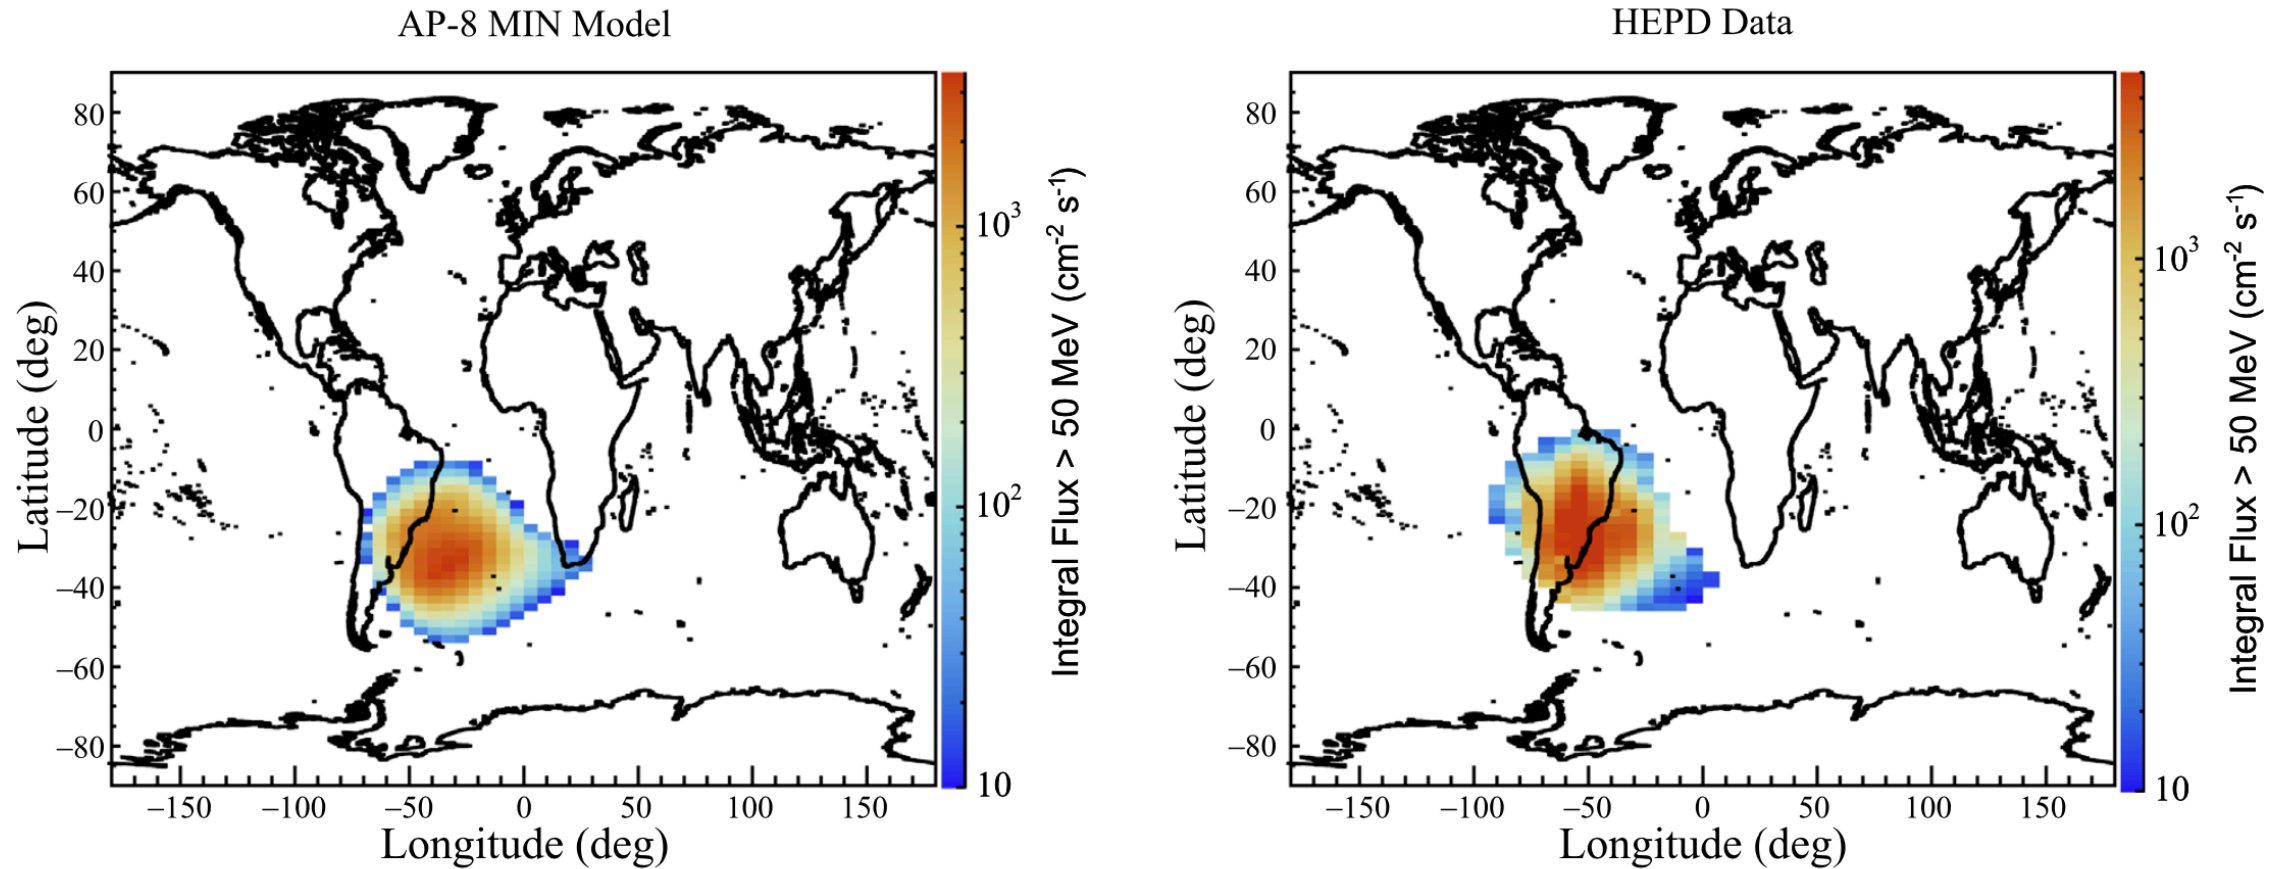 AP-8 MIN Model
80
60
40
20
0
−20
−40
−60
−80
Latitude (deg)
−150 −100 −50 0 50 100 150
Longitude (deg)
10³
10²
10
Integral Flux > 50 MeV (cm⁻² s⁻¹)
HEPD Data
80
60
40
20
0
−20
−40
−60
−80
Latitude (deg)
−150 −100 −50 0 50 100 150
Longitude (deg)
10³
10²
10
Integral Flux > 50 MeV (cm⁻² s⁻¹)